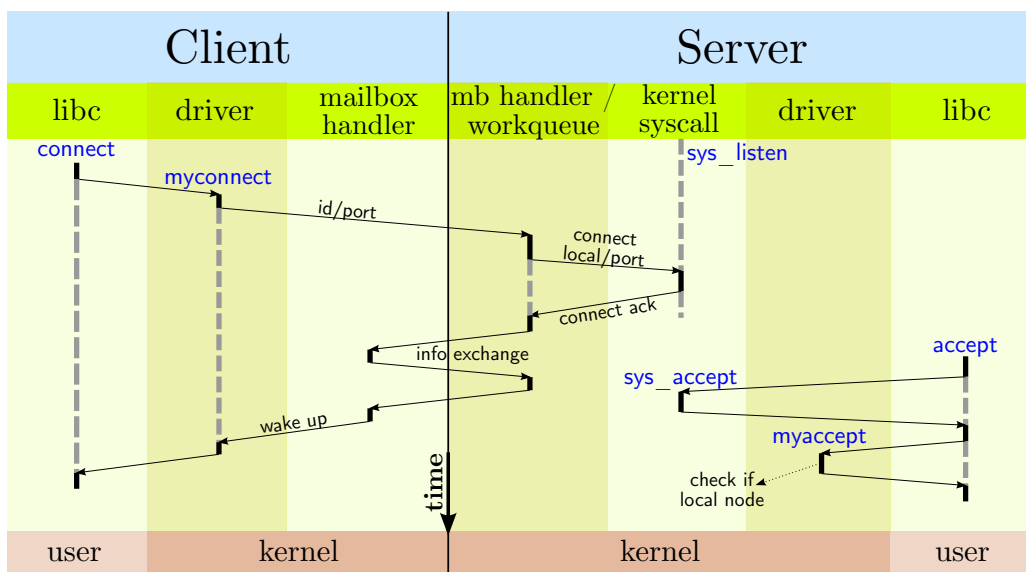 Client
Server
libc
driver
mailbox
handler
mb handler /
workqueue
kernel
syscall
driver
libc
connect
sys_listen
myconnect
id/port
connect
local/port
connect ack
info exchange
accept
sys_accept
wake up
myaccept
check if
local node
time
user
kernel
kernel
user